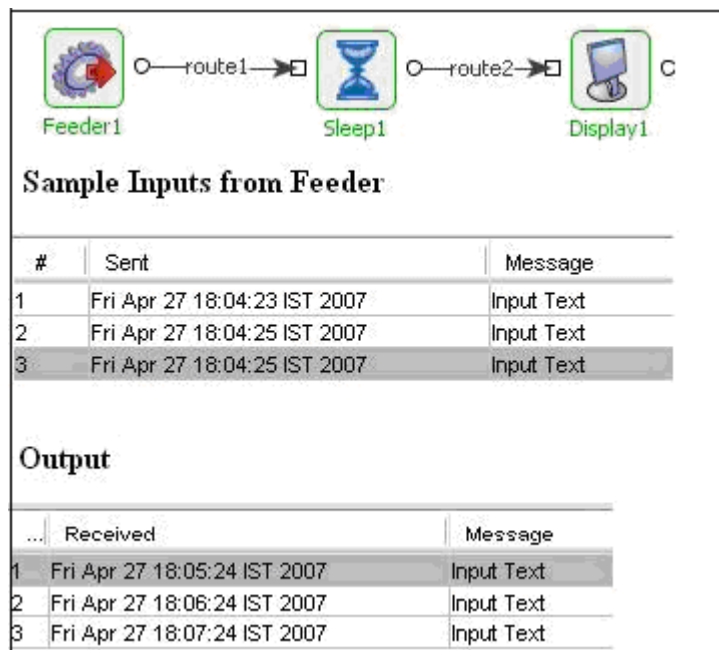 route1 route2
Feeder1 Sleep1 Display1
Sample Inputs from Feeder
# Sent Message
1 Fri Apr 27 18:04:23 IST 2007 Input Text
2 Fri Apr 27 18:04:25 IST 2007 Input Text
3 Fri Apr 27 18:04:25 IST 2007 Input Text
Output
... Received Message
1 Fri Apr 27 18:05:24 IST 2007 Input Text
2 Fri Apr 27 18:06:24 IST 2007 Input Text
3 Fri Apr 27 18:07:24 IST 2007 Input Text